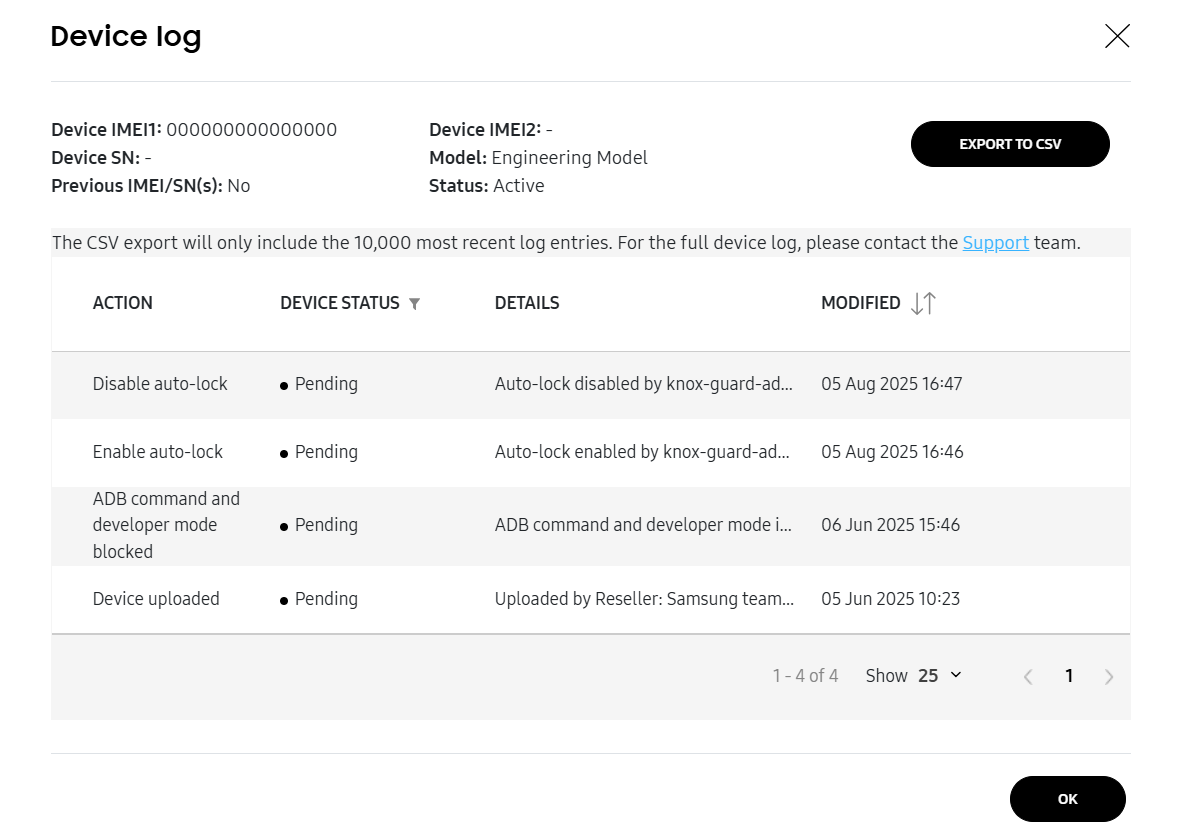 Device log
Device IMEI1: 000000000000000
Device IMEI2: -
EXPORT TO CSV
Device SN: -
Model: Engineering Model
Previous IMEI/SN(s): No
Status: Active
The CSV export will only include the 10,000 most recent log entries. For the full device log, please contact the Support team.
ACTION DEVICE STATUS DETAILS MODIFIED
Disable auto-lock Pending Auto-lock disabled by knox-guard-ad... 05 Aug 2025 16:47
Enable auto-lock Pending Auto-lock enabled by knox-guard-ad... 05 Aug 2025 16:46
ADB command and
developer mode Pending ADB command and developer mode i... 06 Jun 2025 15:46
blocked
Device uploaded Pending Uploaded by Reseller: Samsung team... 05 Jun 2025 10:23
1 - 4 of 4 Show 25 1
OK